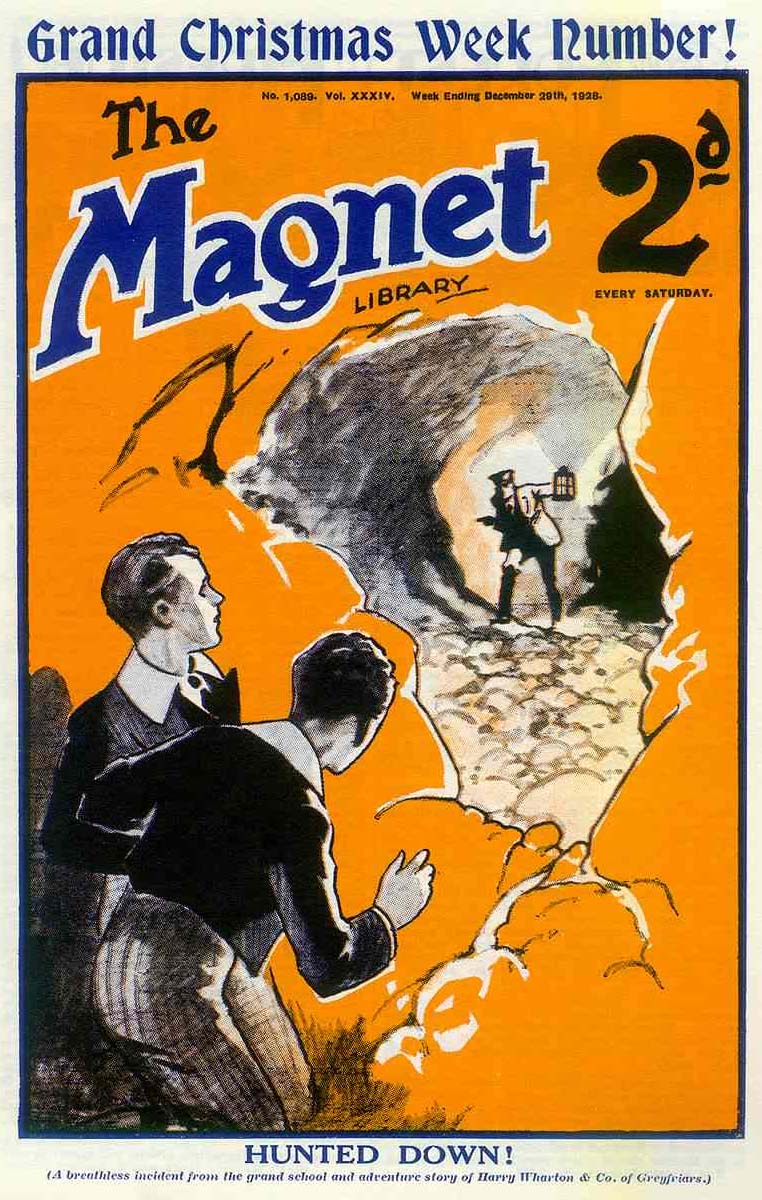 Grand Christmas Week Number!
No. 1,089. Vol. XXXIV. Week Ending December 29th, 1928.
The
Magnet
LIBRARY
2d
EVERY SATURDAY.
HUNTED DOWN!
(A breathless incident from the grand school and adventure story of Harry Wharton & Co. of Greyfriars.)